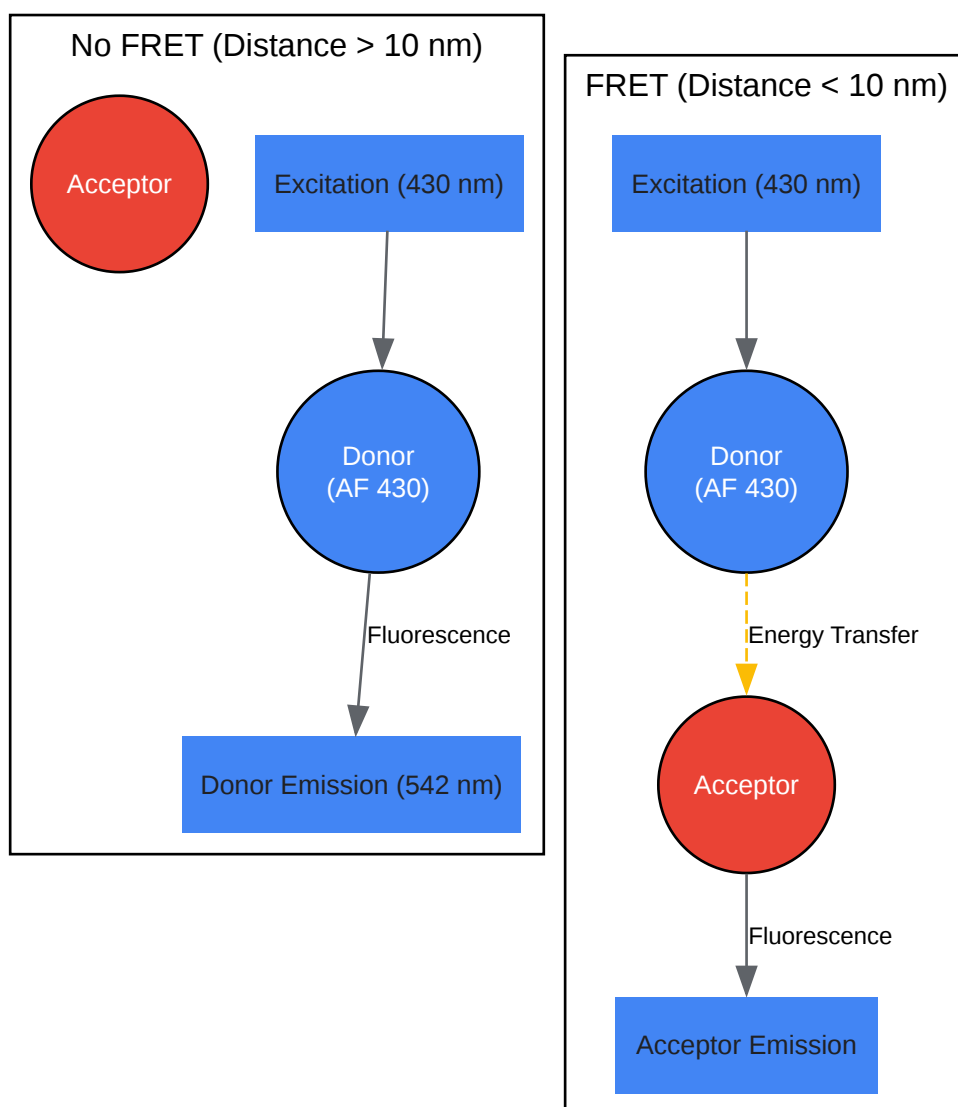 No FRET (Distance > 10 nm)
Acceptor
Excitation (430 nm)
Donor
(AF 430)
Fluorescence
Donor Emission (542 nm)
FRET (Distance < 10 nm)
Excitation (430 nm)
Donor
(AF 430)
Energy Transfer
Acceptor
Fluorescence
Acceptor Emission